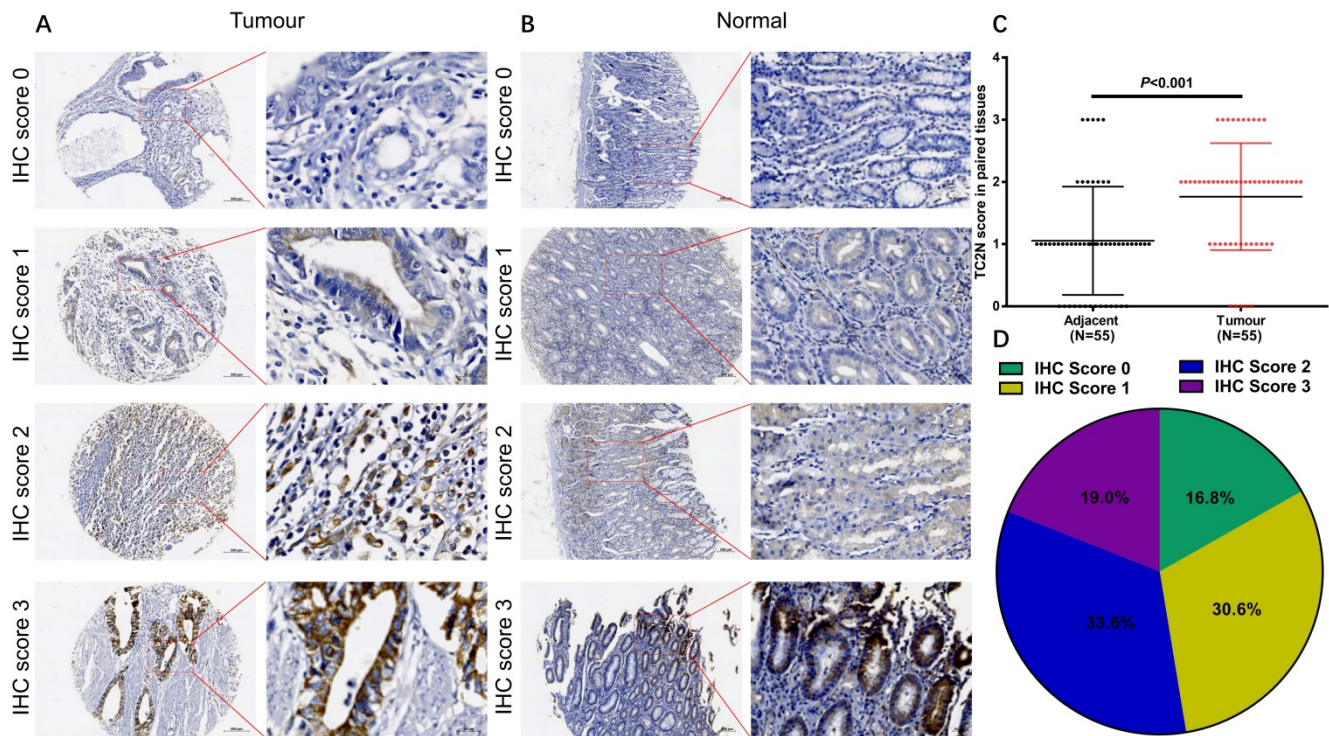 A
Tumour
B
Normal
C
IHC score 0
IHC score 1
IHC score 2
IHC score 3
IHC score 0
IHC score 1
IHC score 2
IHC score 3
P<0.001
TC2N score in paired tissues
4
3
2
1
0
Adjacent
(N=55)
Tumour
(N=55)
D
IHC Score 0
IHC Score 2
IHC Score 1
IHC Score 3
19.0%
16.8%
33.6%
30.6%